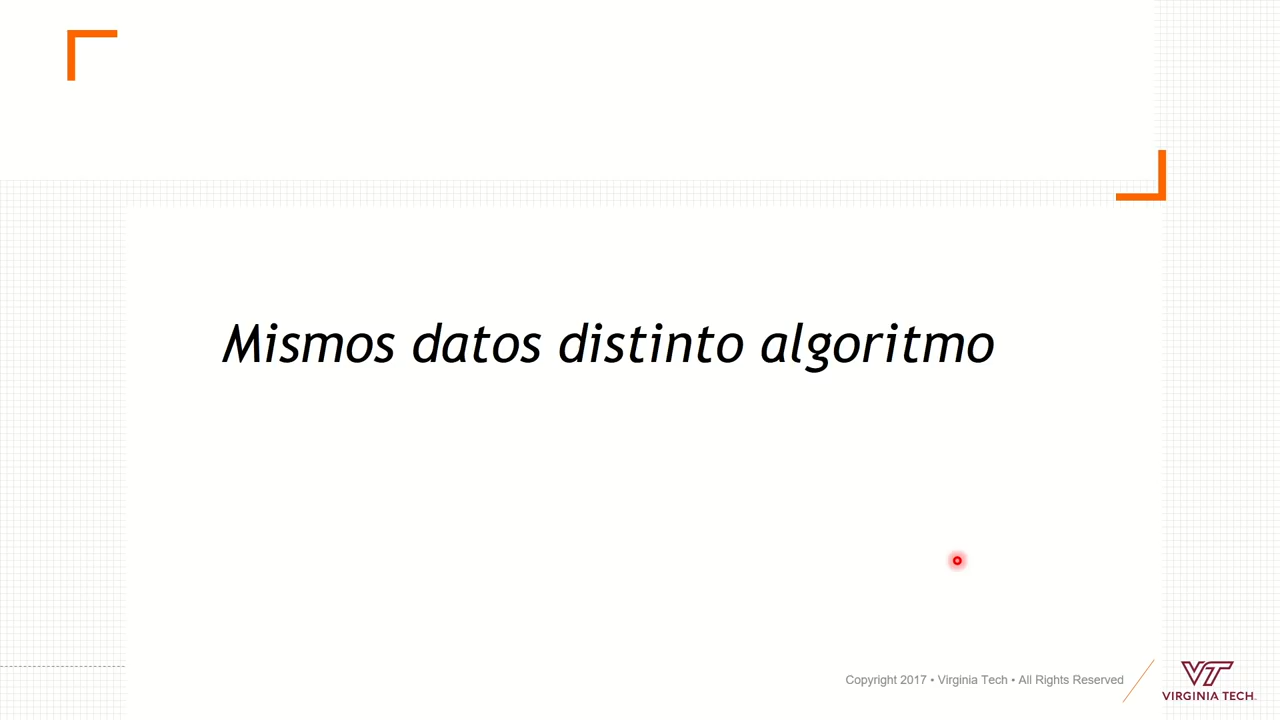 Mismos datos distinto algoritmo
Copyright 2017 • Virginia Tech • All Rights Reserved
VT
VIRGINIA TECH